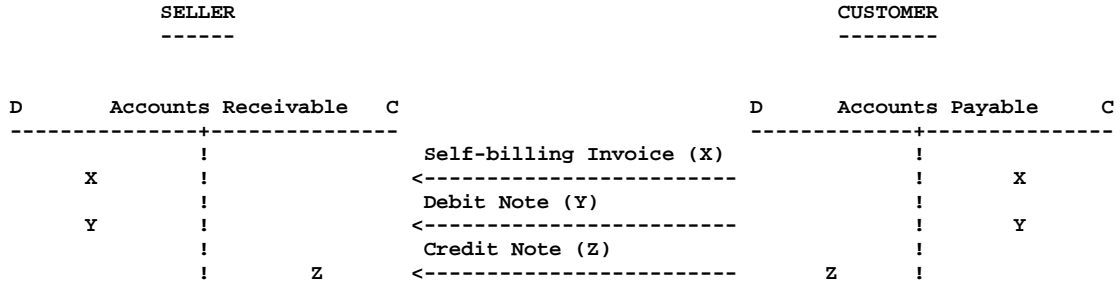 SELLER CUSTOMER
------ --------
D Accounts Receivable C D Accounts Payable C
---------------+--------------- -------------+---------------
! Self-billing Invoice (X) !
X ! <------------------------- ! X
! Debit Note (Y) !
Y ! <------------------------- ! Y
! Credit Note (Z) !
! Z <------------------------- Z !